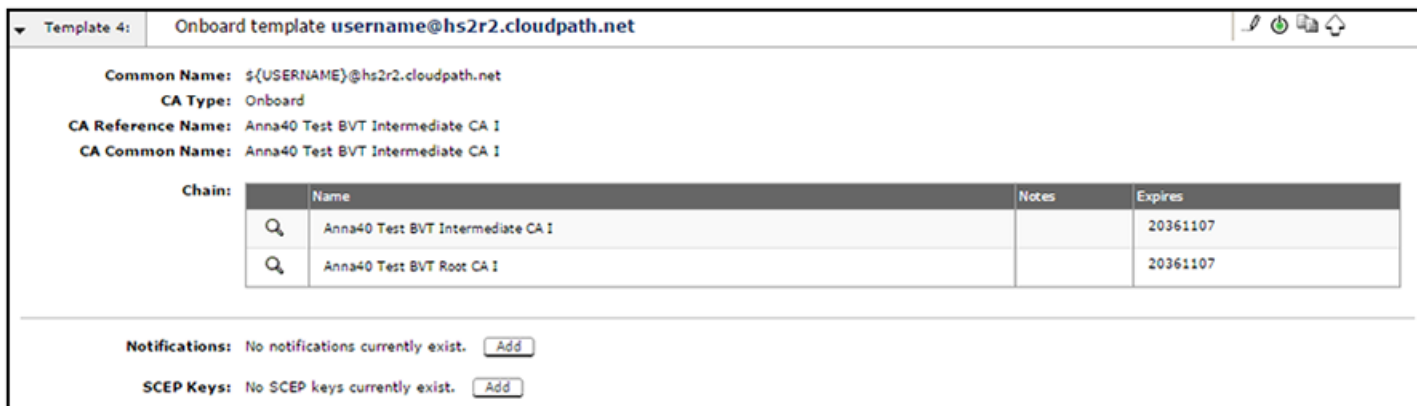 Template 4: Onboard template username@hs2r2.cloudpath.net
Common Name: ${USERNAME}@hs2r2.cloudpath.net
CA Type: Onboard
CA Reference Name: Anna40 Test BVT Intermediate CA I
CA Common Name: Anna40 Test BVT Intermediate CA I
Chain: Name Notes Expires
Anna40 Test BVT Intermediate CA I 20361107
Anna40 Test BVT Root CA I 20361107
Notifications: No notifications currently exist. Add
SCEP Keys: No SCEP keys currently exist. Add